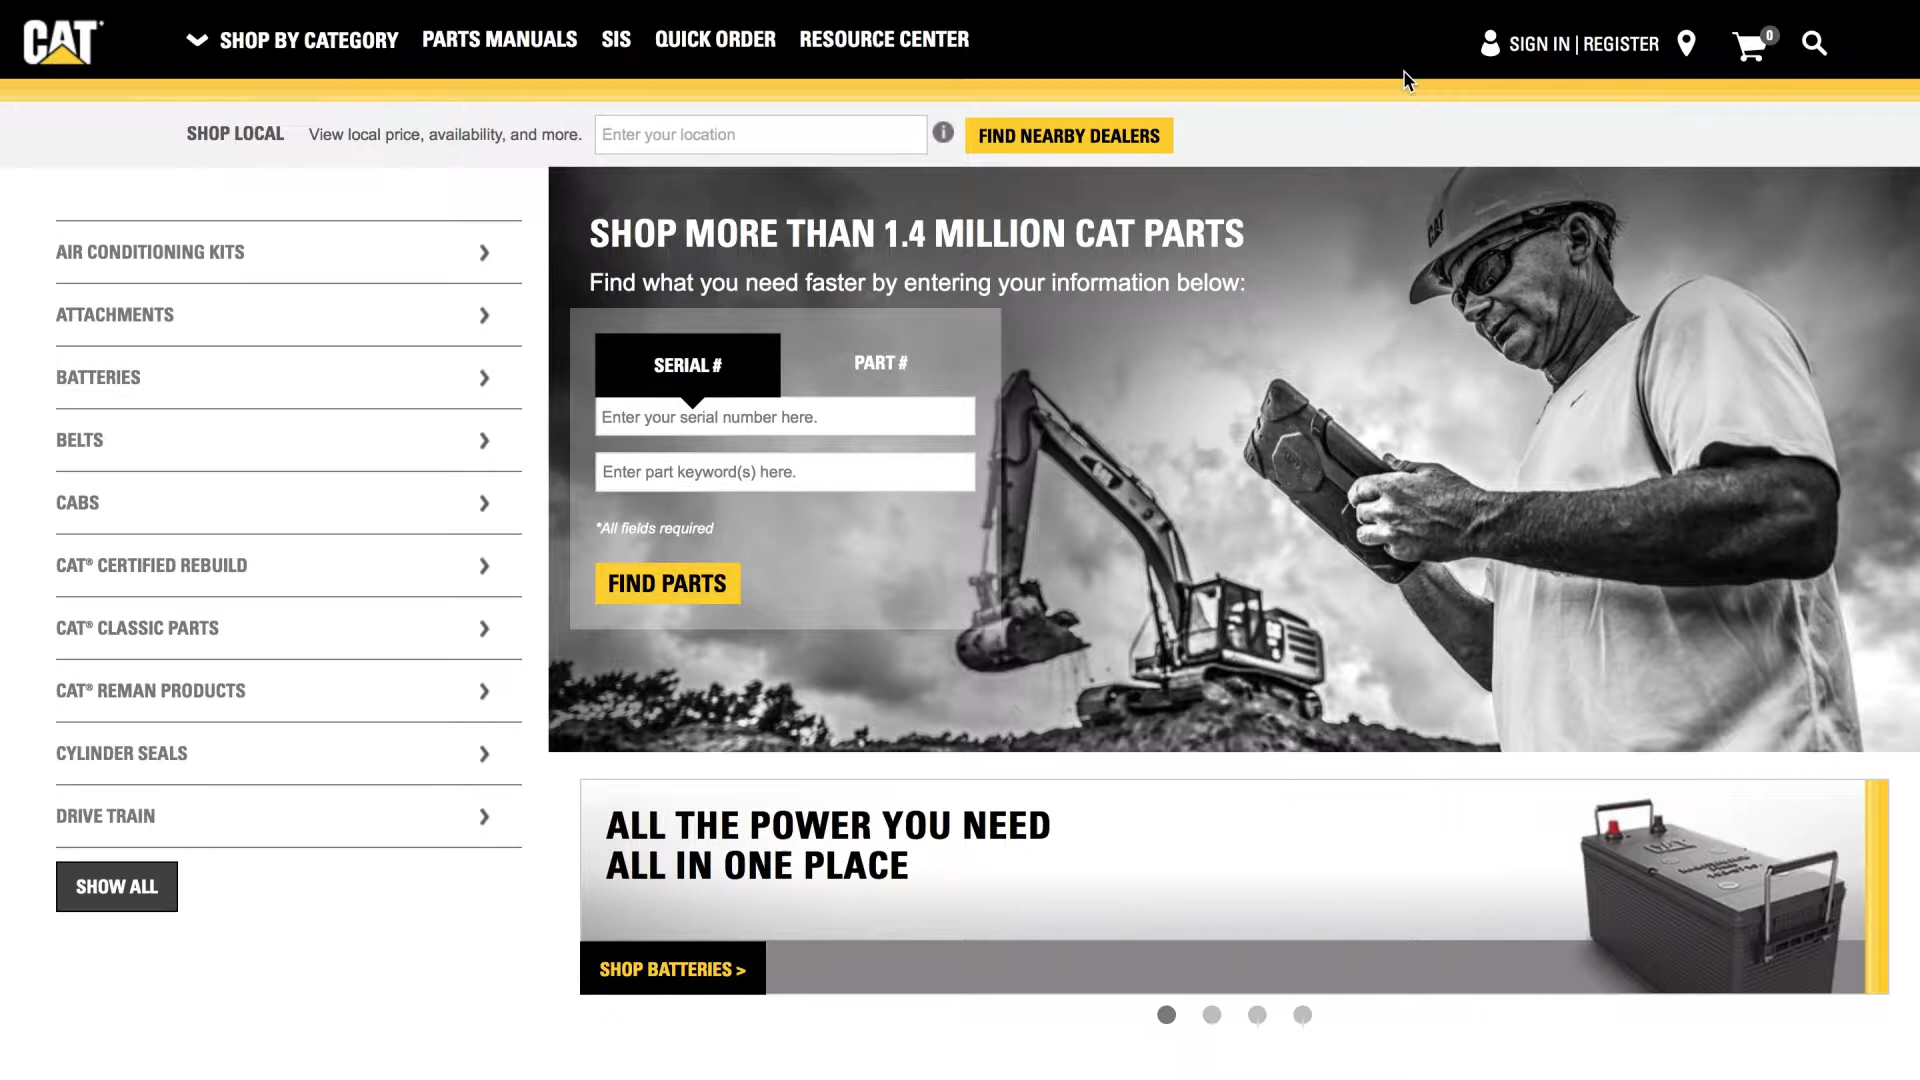 CAT
SHOP BY CATEGORY
PARTS MANUALS
SIS
QUICK ORDER
RESOURCE CENTER
SIGN IN | REGISTER
0
SHOP LOCAL
View local price, availability, and more.
Enter your location
FIND NEARBY DEALERS
AIR CONDITIONING KITS
ATTACHMENTS
BATTERIES
BELTS
CABS
CAT® CERTIFIED REBUILD
CAT® CLASSIC PARTS
CAT® REMAN PRODUCTS
CYLINDER SEALS
DRIVE TRAIN
SHOW ALL
SHOP MORE THAN 1.4 MILLION CAT PARTS
Find what you need faster by entering your information below:
SERIAL #
PART #
Enter your serial number here.
Enter part keyword(s) here.
*All fields required
FIND PARTS
CAT
ALL THE POWER YOU NEED
ALL IN ONE PLACE
SHOP BATTERIES >
CAT